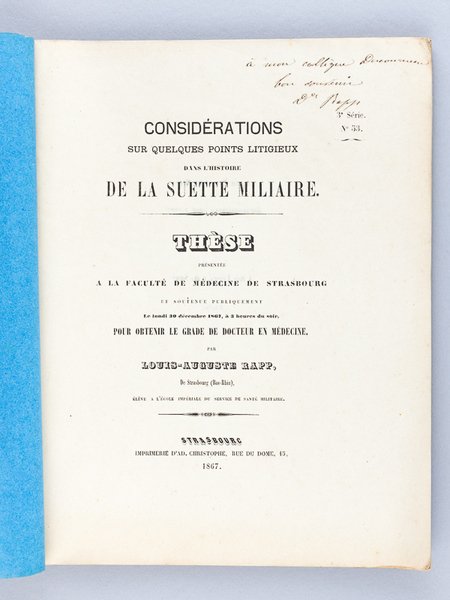 à mon collègue
bon souvenir
Dr Rapp
3e Série.
No 53.
CONSIDÉRATIONS
SUR QUELQUES POINTS LITIGIEUX
DANS L'HISTOIRE
DE LA SUETTE MILIAIRE.
THÈSE
PRÉSENTÉE
A LA FACULTÉ DE MÉDECINE DE STRASBOURG
ET SOUTENUE PUBLIQUEMENT
Le lundi 30 décembre 1867, à 3 heures du soir,
POUR OBTENIR LE GRADE DE DOCTEUR EN MÉDECINE.
PAR
LOUIS-AUGUSTE RAPP,
De Strasbourg (Bas-Rhin),
ÉLÈVE A L'ÉCOLE IMPÉRIALE DU SERVICE DE SANTÉ MILITAIRE.
STRASBOURG
IMPRIMERIE D'AD. CHRISTOPHE, RUE DU DOME, 15.
1867.